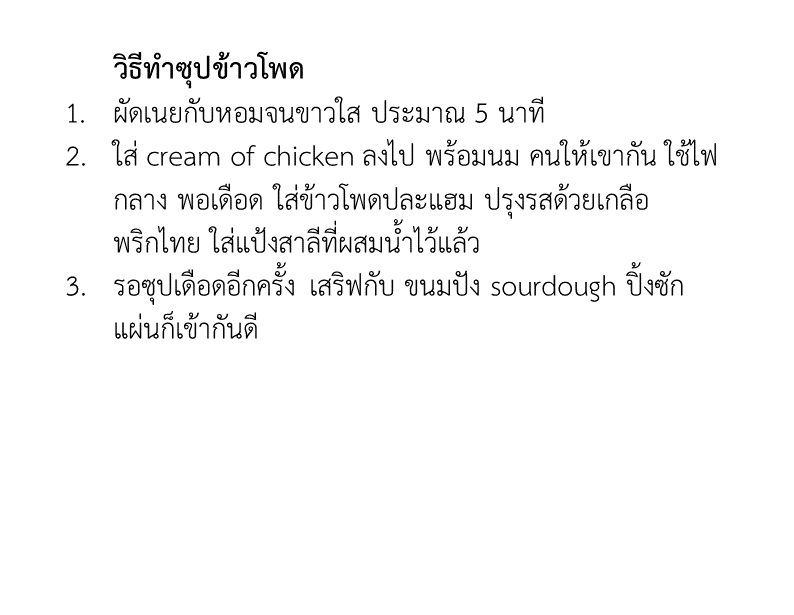 วิธีทำซุปข้าวโพด
1. ผัดเนยกับหอมจนขาวใส ประมาณ 5 นาที
2. ใส่ cream of chicken ลงไป พร้อมนม คนให้เขากัน ใช้ไฟ
กลาง พอเดือด ใส่ข้าวโพดปละแฮม ปรุงรสด้วยเกลือ
พริกไทย ใส่แป้งสาลีที่ผสมน้ำไว้แล้ว
3. รอซุปเดือดอีกครั้ง เสริฟกับ ขนมปัง sourdough ปิ้งซัก
แผ่นก็เข้ากันดี